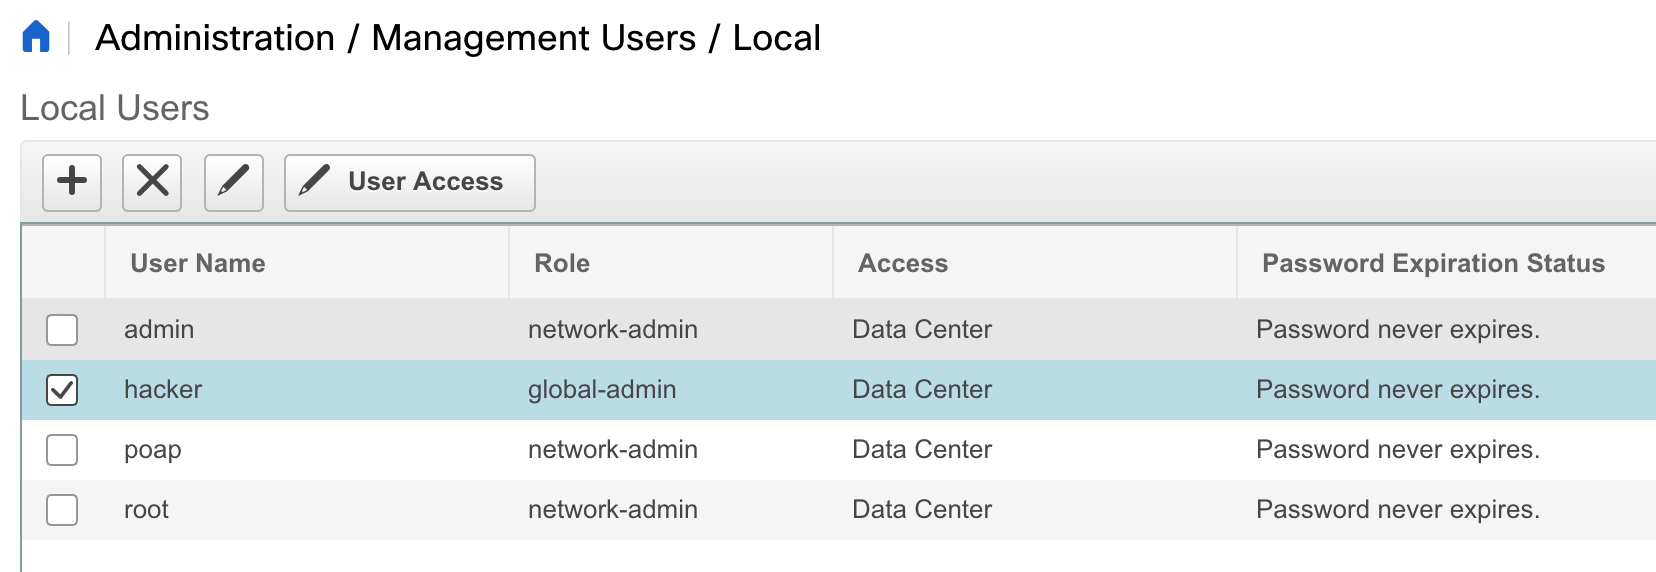 Administration / Management Users / Local
Local Users
User Access
User Name Role Access Password Expiration Status
admin network-admin Data Center Password never expires.
hacker global-admin Data Center Password never expires.
poap network-admin Data Center Password never expires.
root network-admin Data Center Password never expires.